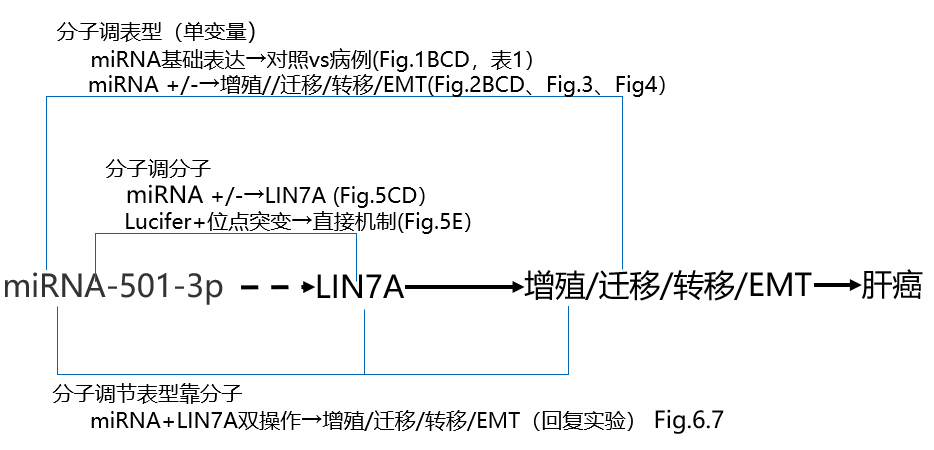 分子调表型（单变量）
miRNA基础表达→对照vs病例(Fig.1BCD，表1）
miRNA +/-→增殖//迁移/转移/EMT(Fig.2BCD、Fig.3、Fig4）
分子调分子
miRNA +/-→LIN7A (Fig.5CD）
Lucifer+位点突变→直接机制(Fig.5E）
miRNA-501-3p LIN7A 增殖/迁移/转移/EMT 肝癌
分子调节表型靠分子
miRNA+LIN7A双操作→增殖/迁移/转移/EMT（回复实验） Fig.6.7